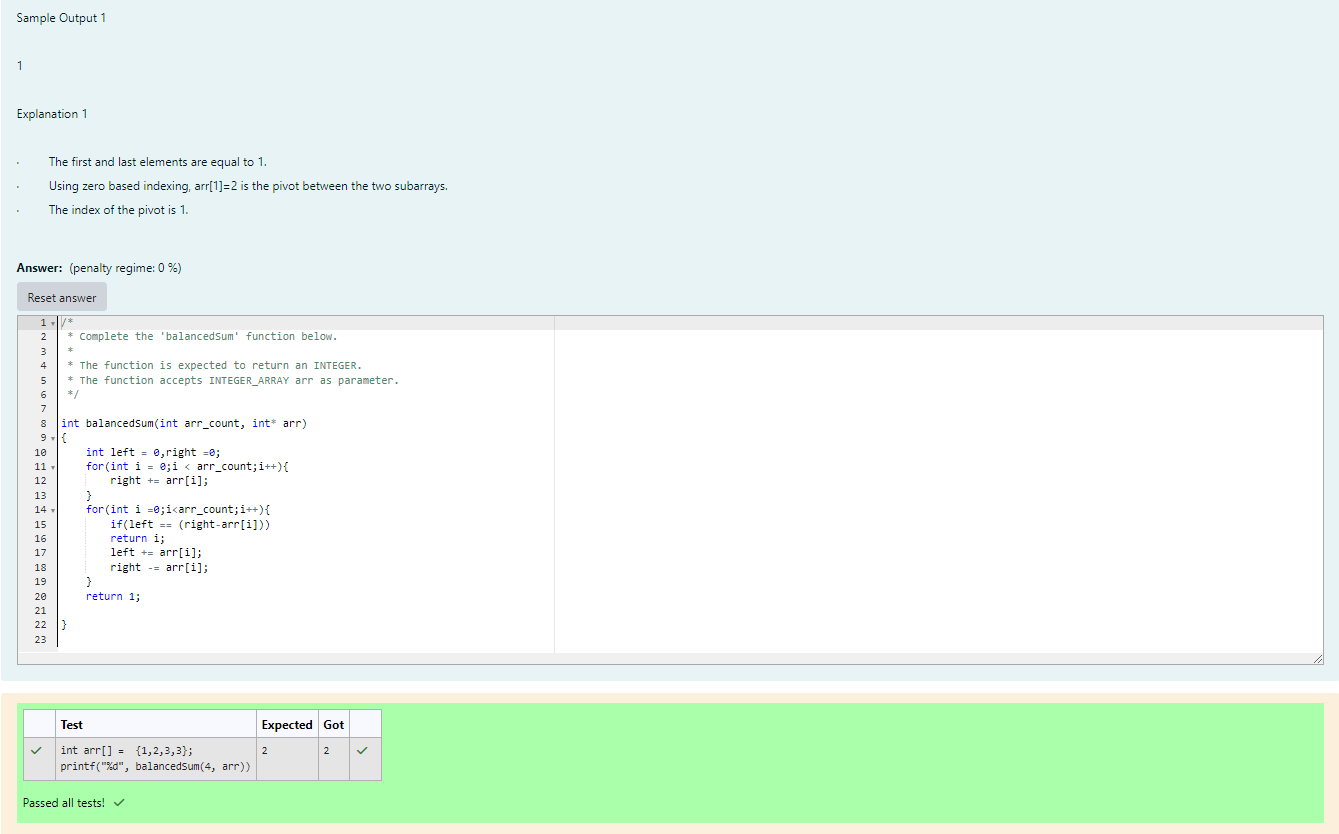 Sample Output 1
1
Explanation 1
· The first and last elements are equal to 1.
· Using zero based indexing, arr[1]=2 is the pivot between the two subarrays.
· The index of the pivot is 1.
Answer: (penalty regime: 0 %)
Reset answer
1 /*
2  * Complete the 'balancedSum' function below.
3  *
4  * The function is expected to return an INTEGER.
5  * The function accepts INTEGER_ARRAY arr as parameter.
6  */
7
8 int balancedSum(int arr_count, int* arr)
9 {
10     int left = 0,right =0;
11     for(int i = 0;i < arr_count;i++){
12         right += arr[i];
13     }
14     for(int i =0;i<arr_count;i++){
15         if(left == (right-arr[i]))
16         return i;
17         left += arr[i];
18         right -= arr[i];
19     }
20     return 1;
21
22 }
23
Test Expected Got
✓ int arr[] =  {1,2,3,3}; 2 2 ✓
printf("%d", balancedSum(4, arr))
Passed all tests! ✓